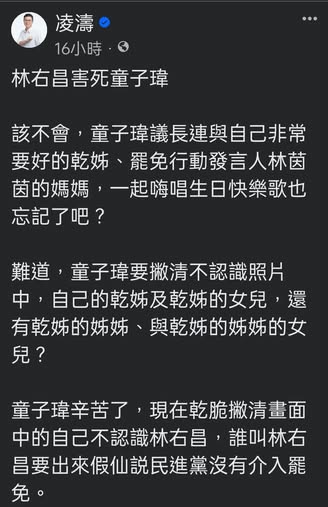 凌濤
16小時
林右昌害死童子瑋
該不會，童子瑋議長連與自己非常
要好的乾姊、罷免行動發言人林茵
茵的媽媽，一起嗨唱生日快樂歌也
忘記了吧？
難道，童子瑋要撇清不認識照片
中，自己的乾姊及乾姊的女兒，還
有乾姊的姊姊、與乾姊的姊姊的女
兒？
童子瑋辛苦了，現在乾脆撇清畫面
中的自己不認識林右昌，誰叫林右
昌要出來假仙説民進黨沒有介入罷
免。